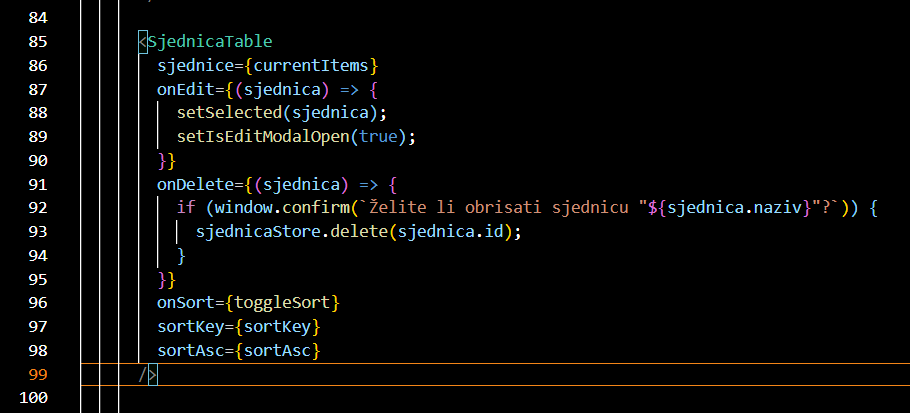 84
85 <SjednicaTable
86 sjednice={currentItems}
87 onEdit={(sjednica) => {
88 setSelected(sjednica);
89 setIsEditModalOpen(true);
90 }}
91 onDelete={(sjednica) => {
92 if (window.confirm(`Želite li obrisati sjednicu "${sjednica.naziv}"?`)) {
93 sjednicaStore.delete(sjednica.id);
94 }
95 }}
96 onSort={toggleSort}
97 sortKey={sortKey}
98 sortAsc={sortAsc}
99 />
100